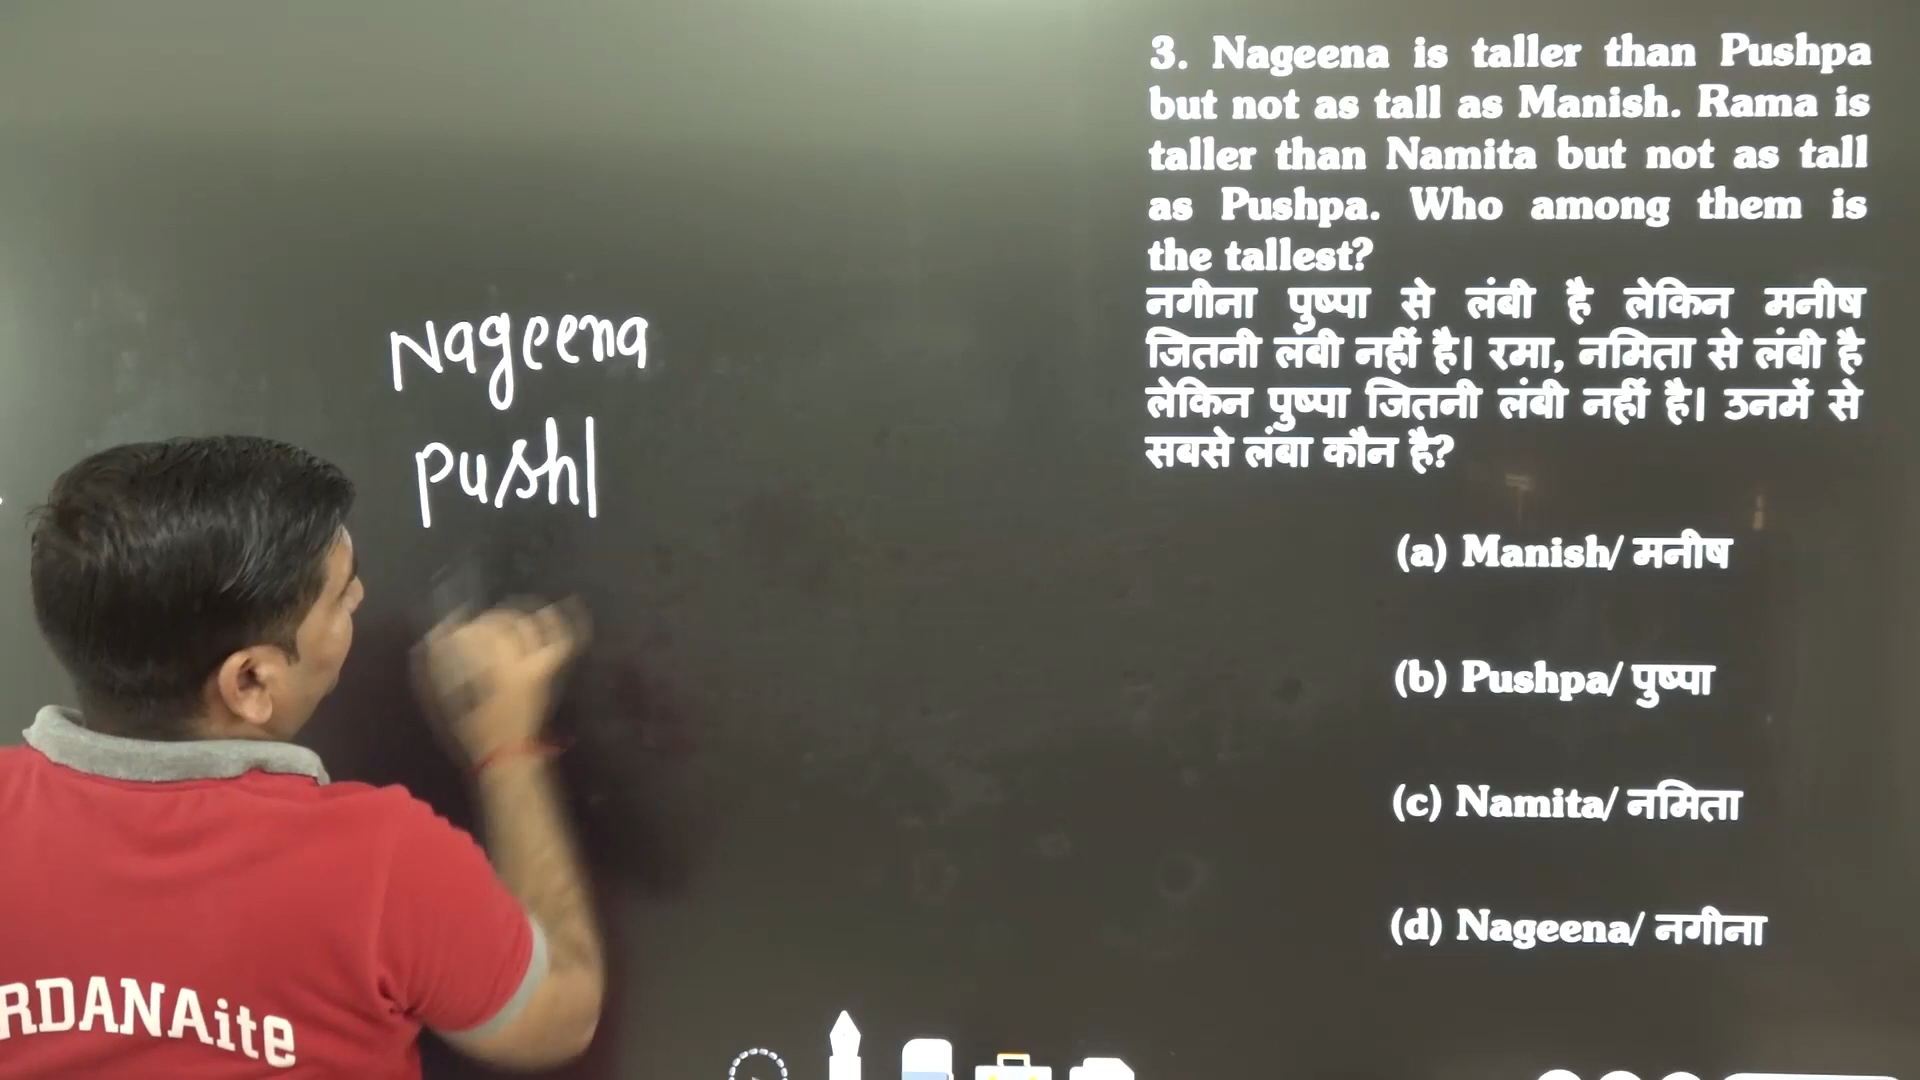 3. Nageena is taller than Pushpa
but not as tall as Manish. Rama is
taller than Namita but not as tall
as Pushpa. Who among them is
the tallest?
नगीना पुष्पा से लंबी है लेकिन मनीष
जितनी लंबी नहीं है। रमा, नमिता से लंबी है
लेकिन पुष्पा जितनी लंबी नहीं है। उनमें से
सबसे लंबा कौन है?
(a) Manish/ मनीष
(b) Pushpa/ पुष्पा
(c) Namita/ नमिता
(d) Nageena/ नगीना
Nageena
Pushl
RDANAite